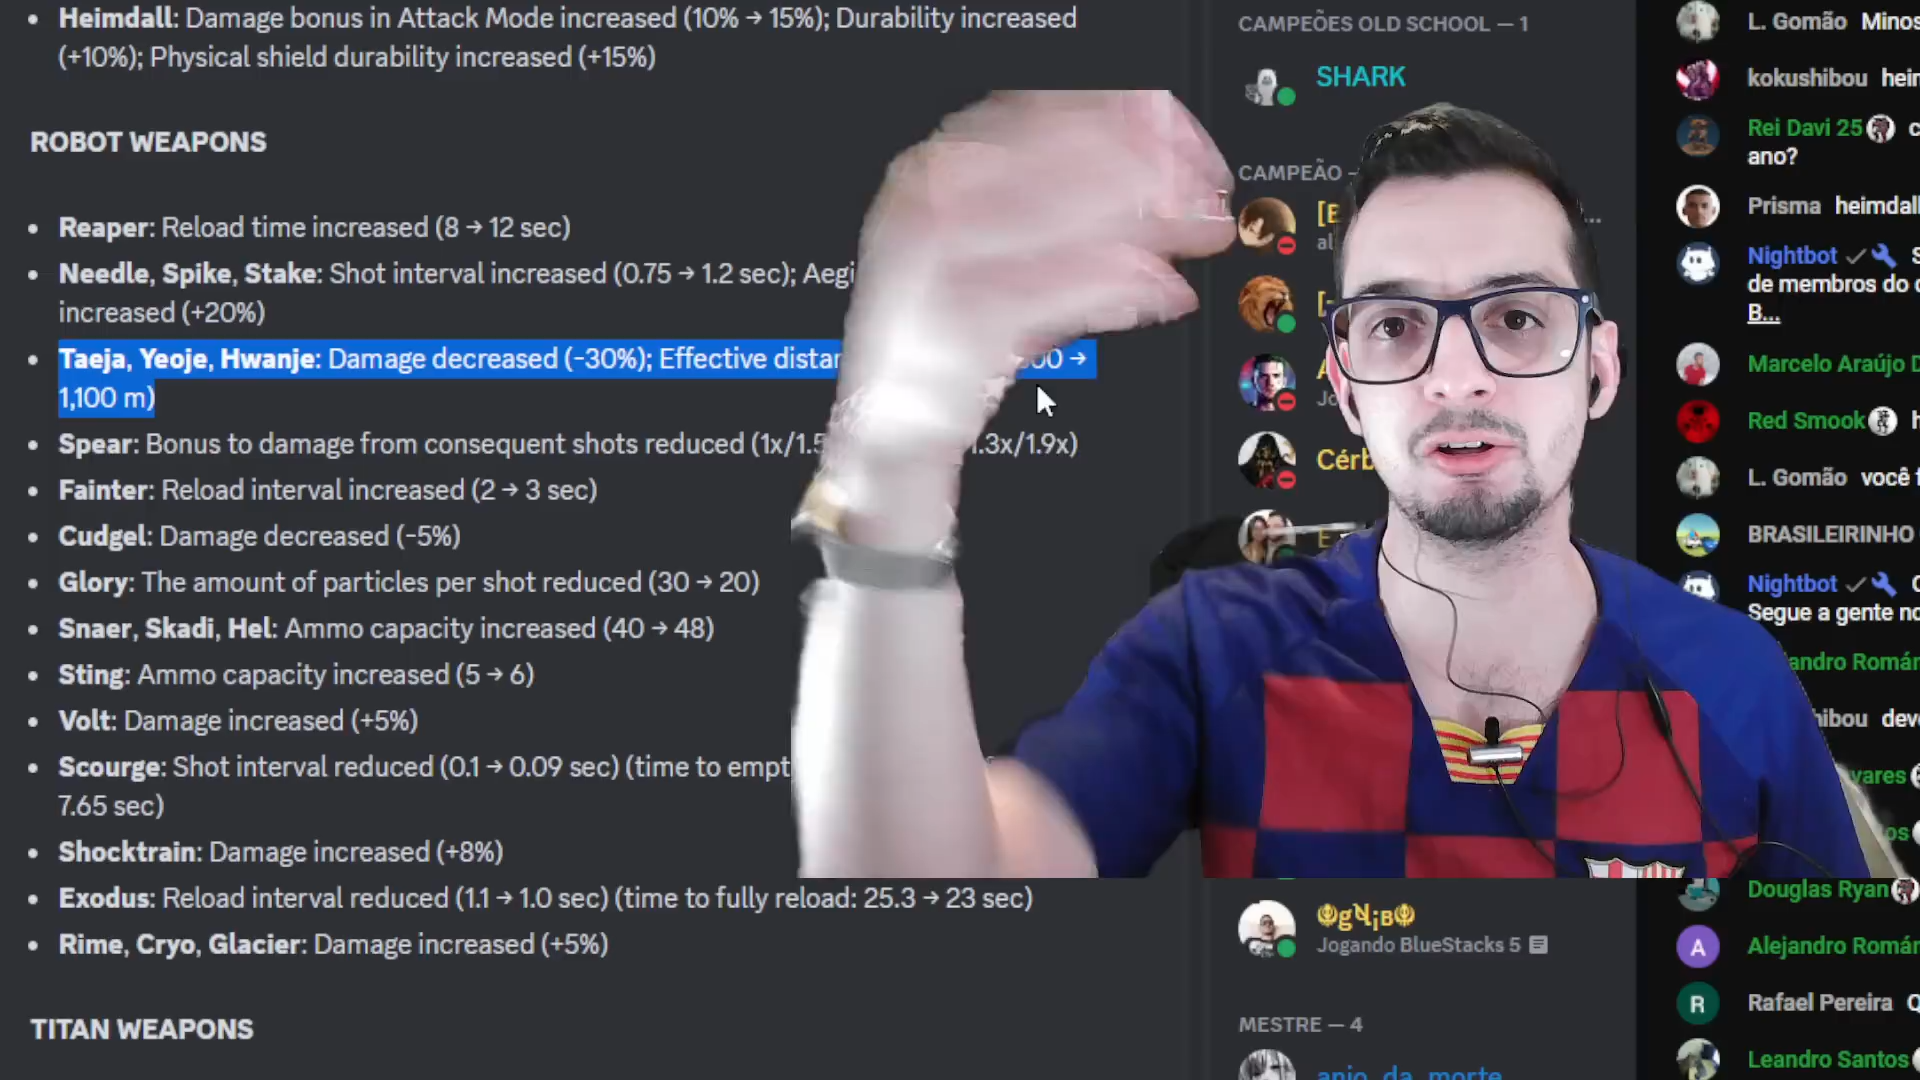 Heimdall: Damage bonus in Attack Mode increased (10% → 15%); Durability increased
(+10%); Physical shield durability increased (+15%)
ROBOT WEAPONS
Reaper: Reload time increased (8 → 12 sec)
Needle, Spike, Stake: Shot interval increased (0.75 → 1.2 sec);
increased (+20%)
Taeja, Yeoje, Hwanje: Damage decreased (-30%); Effective →
1,100 m)
Spear: Bonus to damage from consequent shots reduced 1.3x/1.9x)
Fainter: Reload interval increased (2 → 3 sec)
Cudgel: Damage decreased (-5%)
Glory: The amount of particles per shot reduced (30 → 20)
Snaer, Skadi, Hel: Ammo capacity increased (40 → 48)
Sting: Ammo capacity increased (5 → 6)
Volt: Damage increased (+5%)
Scourge: Shot interval reduced (0.1 → 0.09 sec) (time to
7.65 sec)
Shocktrain: Damage increased (+8%)
Exodus: Reload interval reduced (1.1 → 1.0 sec) (time to fully reload: 25.3 → 23 sec)
Rime, Cryo, Glacier: Damage increased (+5%)
TITAN WEAPONS
CAMPEÕES OLD SCHOOL — 1
SHARK
CAMPEÃO —
Jogando BlueStacks 5
MESTRE — 4
anjo_da_morte
L. Gomão
kokushibou
Rei Davi 25
ano?
Prisma
Nightbot
de membros do
B...
Marcelo Araújo
Red Smook
L. Gomão você
BRASILEIRINHO
Nightbot
Segue a gente
Douglas Ryan
A Alejandro
R Rafael Pereira
Leandro Santos